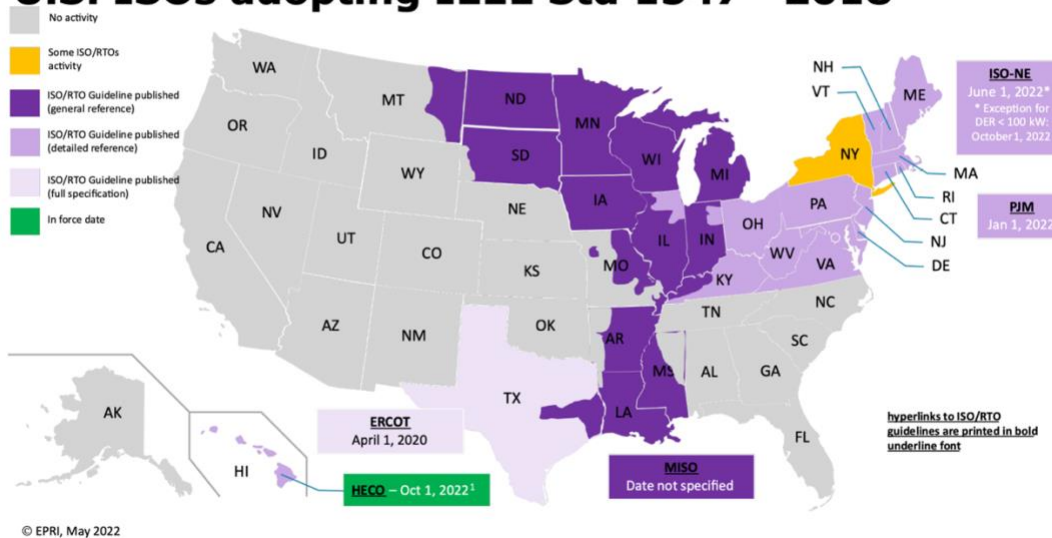 U.S. ISOs adopting IEEE Std 1547 - 2018
No activity
Some ISO/RTOs
activity
ISO/RTO Guideline published
(general reference)
ISO/RTO Guideline published
(detailed reference)
ISO/RTO Guideline published
(full specification)
In force date
WA
MT
ND
MN
OR
ID
WY
SD
WI
MI
NH
VT
ME
NY
MA
RI
CT
NJ
DE
NV
UT
CO
NE
IA
IL
IN
OH
PA
WV
VA
KY
CA
KS
MO
AZ
NM
OK
AR
TN
NC
SC
MS
AL
GA
TX
LA
FL
AK
HI
ISO-NE
June 1, 2022*
* Exception for
DER < 100 kW:
October 1, 2022
PJM
Jan 1, 2022
ERCOT
April 1, 2020
HECO – Oct 1, 2022¹
MISO
Date not specified
hyperlinks to ISO/RTO
guidelines are printed in bold
underline font
© EPRI, May 2022